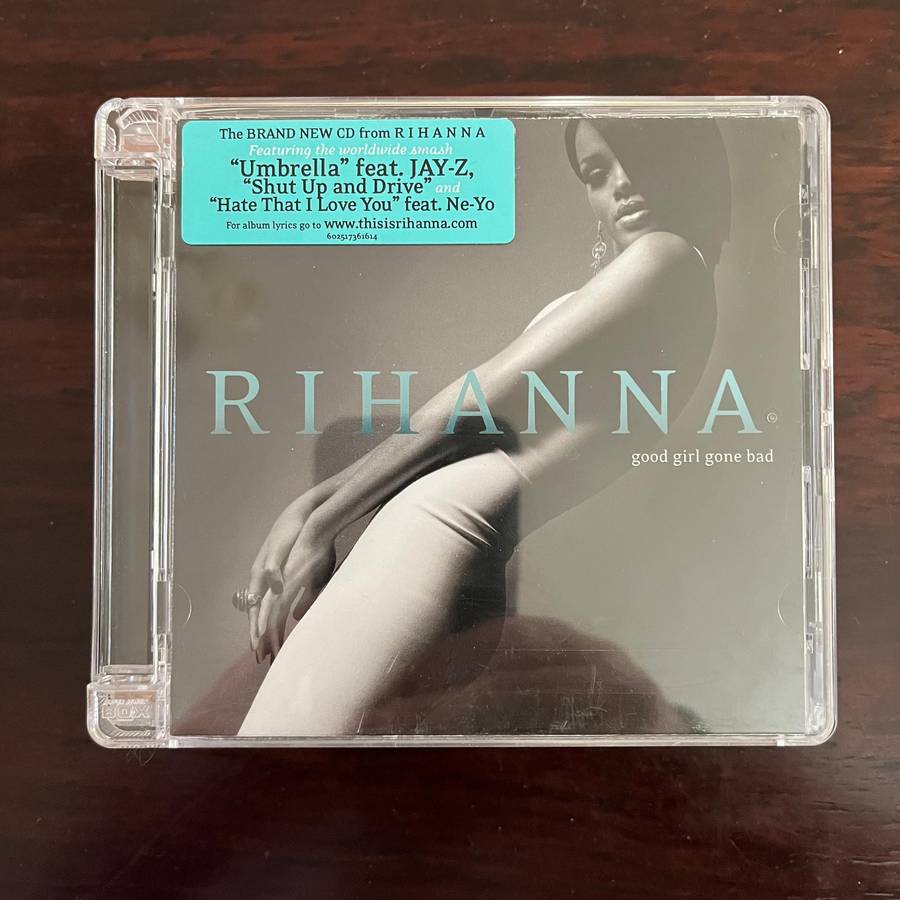 The BRAND NEW CD from RIHANNA
Featuring the worldwide smash
“Umbrella” feat. JAY-Z,
“Shut Up and Drive” and
“Hate That I Love You” feat. Ne-Yo
For album lyrics go to www.thisisrihanna.com
602517361614
RIHANNA
good girl gone bad
BOX